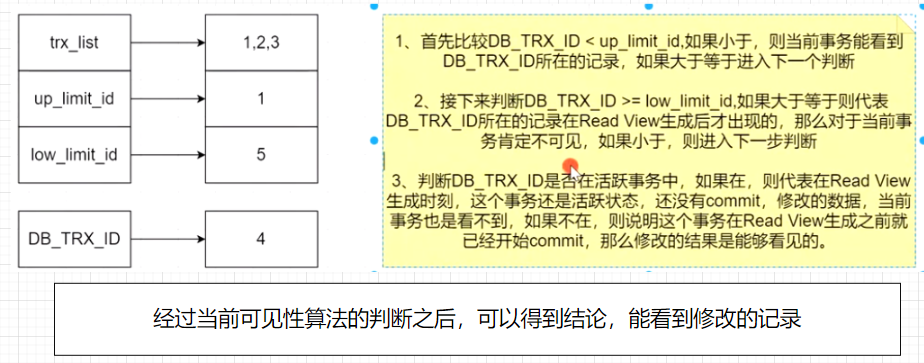 trx_list
1,2,3
up_limit_id
1
low_limit_id
5
DB_TRX_ID
4
1、首先比较DB_TRX_ID < up_limit_id,如果小于，则当前事务能看到
DB_TRX_ID所在的记录，如果大于等于进入下一个判断
2、接下来判断DB_TRX_ID >= low_limit_id,如果大于等于则代表
DB_TRX_ID所在的记录在Read View生成后才出现的，那么对于当前事
务肯定不可见，如果小于，则进入下一步判断
3、判断DB_TRX_ID是否在活跃事务中，如果在，则代表在Read View
生成时刻，这个事务还是活跃状态，还没有commit，修改的数据，当前
事务也是看不到，如果不在，则说明这个事务在Read View生成之前就
已经开始commit，那么修改的结果是能够看见的。
经过当前可见性算法的判断之后，可以得到结论，能看到修改的记录